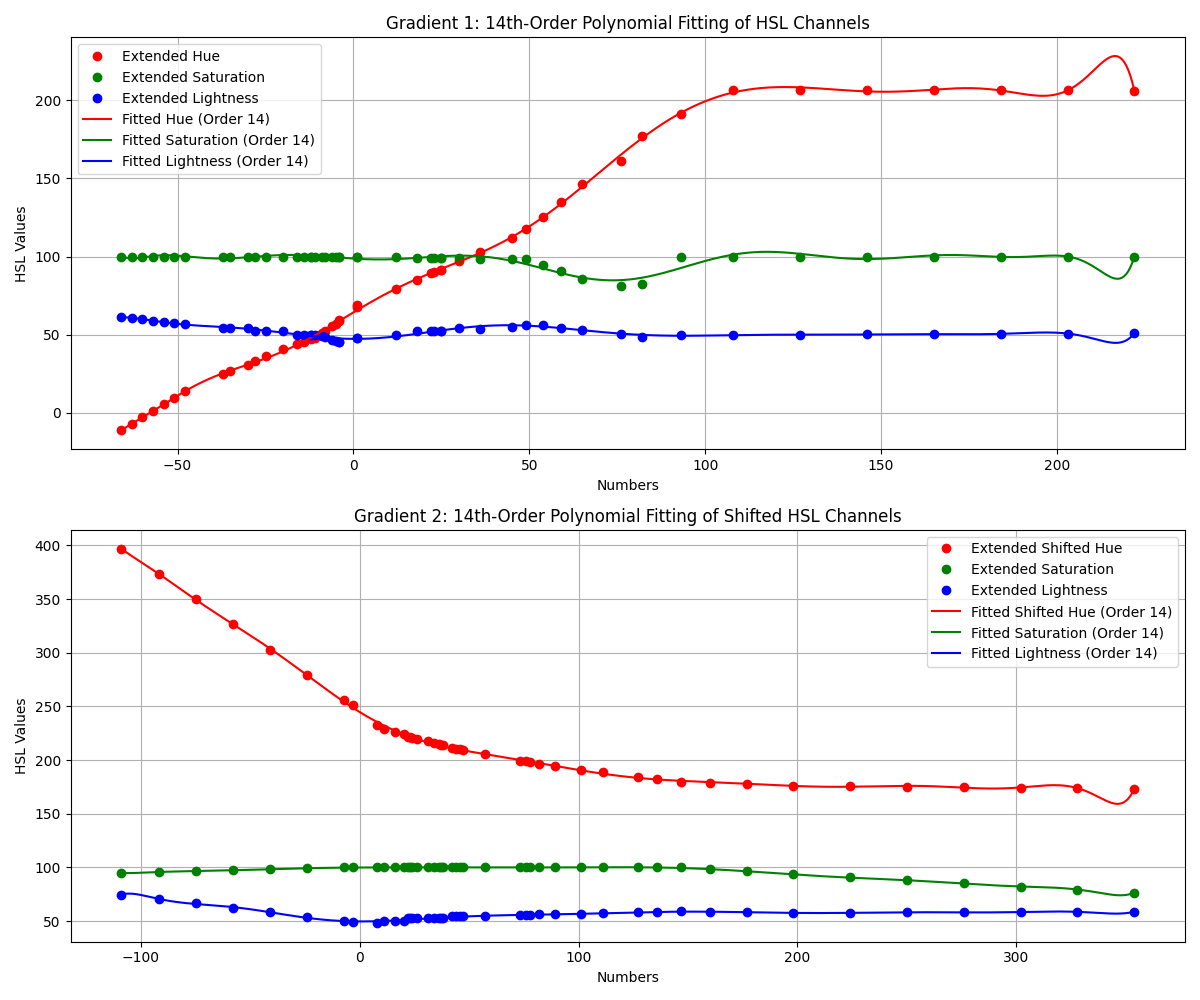 Gradient 1: 14th-Order Polynomial Fitting of HSL Channels
HSL Values
200
150
100
50
0
Extended Hue
Extended Saturation
Extended Lightness
Fitted Hue (Order 14)
Fitted Saturation (Order 14)
Fitted Lightness (Order 14)
−50 0 50 100 150 200
Numbers
Gradient 2: 14th-Order Polynomial Fitting of Shifted HSL Channels
HSL Values
400
350
300
250
200
150
100
50
Extended Shifted Hue
Extended Saturation
Extended Lightness
Fitted Shifted Hue (Order 14)
Fitted Saturation (Order 14)
Fitted Lightness (Order 14)
−100 0 100 200 300
Numbers